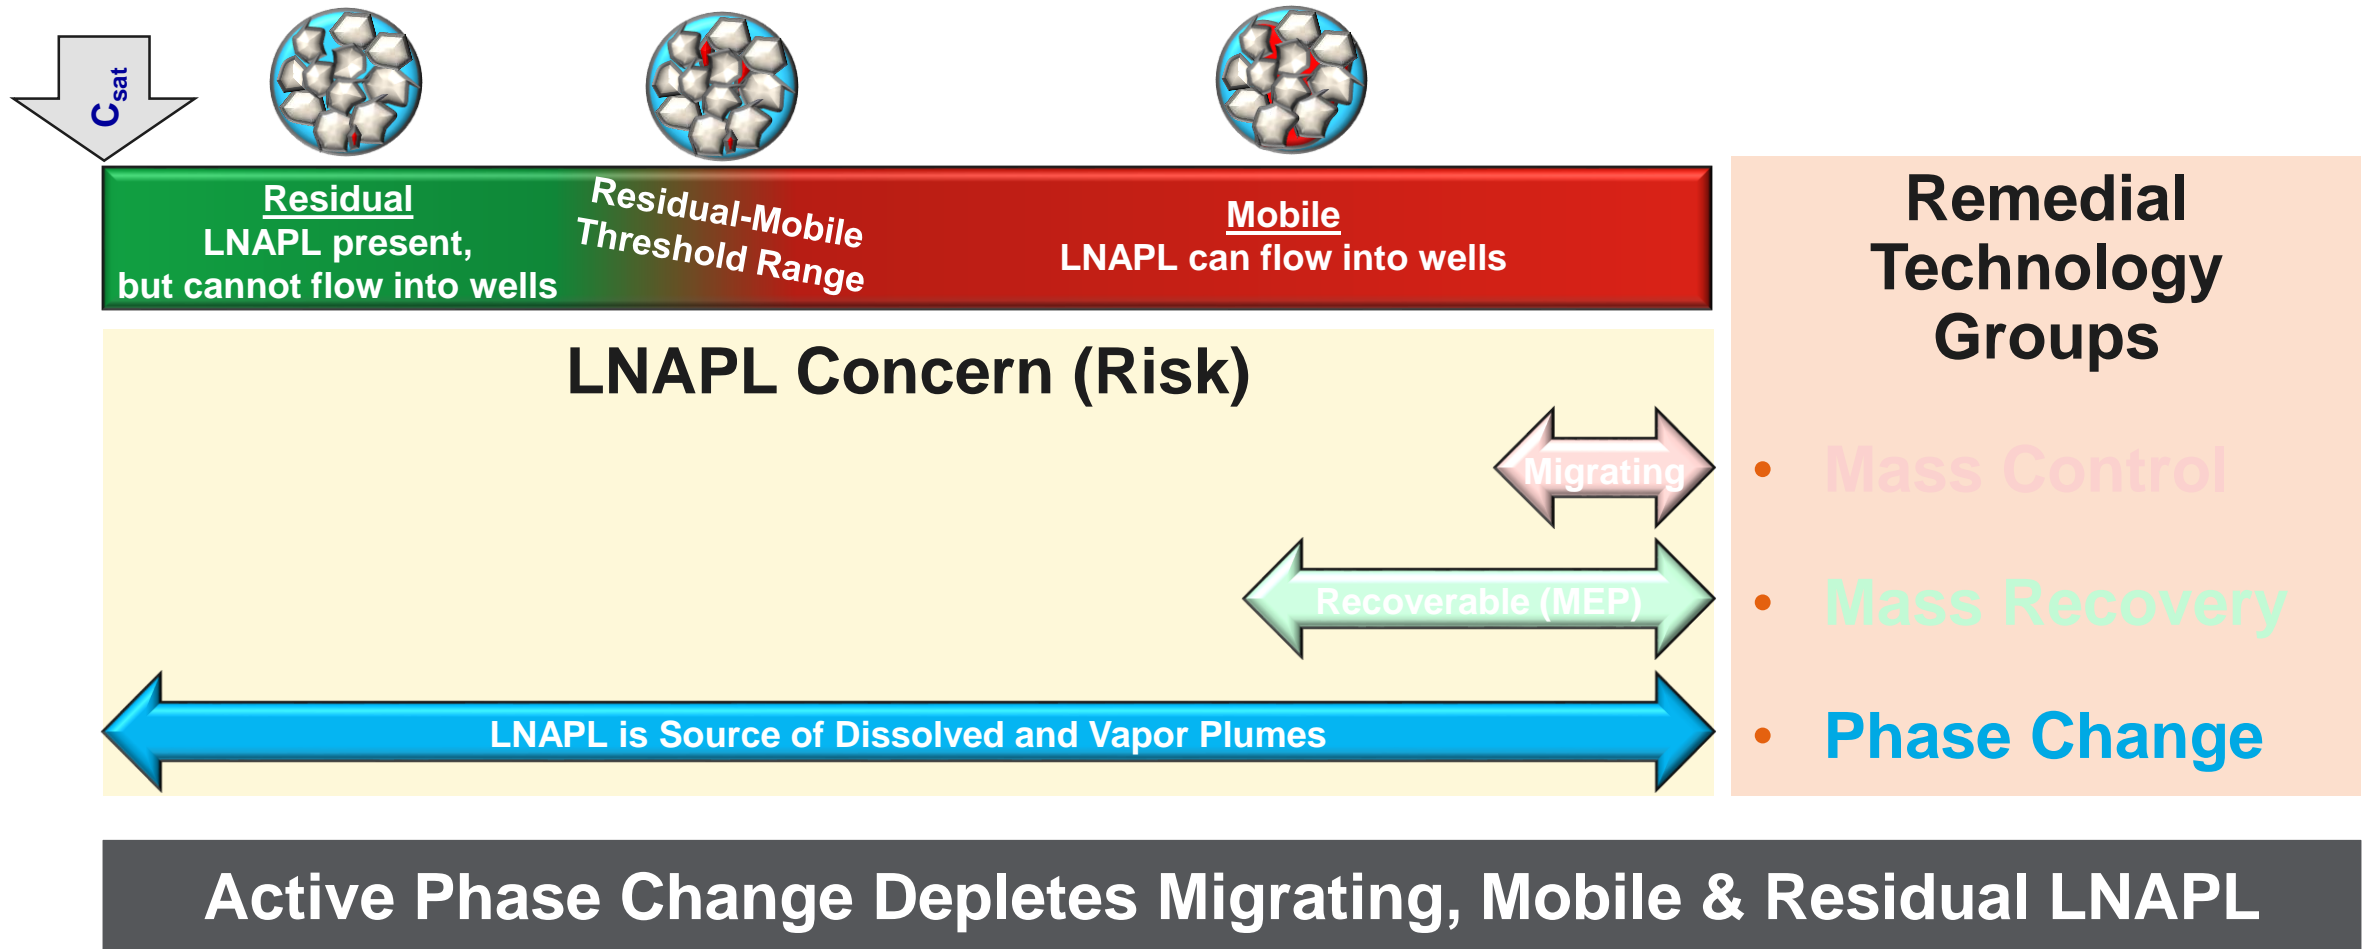 Csat
Residual
LNAPL present,
but cannot flow into wells
Residual-Mobile
Threshold Range
Mobile
LNAPL can flow into wells
LNAPL Concern (Risk)
Migrating
Recoverable (MEP)
LNAPL is Source of Dissolved and Vapor Plumes
Remedial
Technology
Groups
• Mass Control
• Mass Recovery
• Phase Change
Active Phase Change Depletes Migrating, Mobile & Residual LNAPL